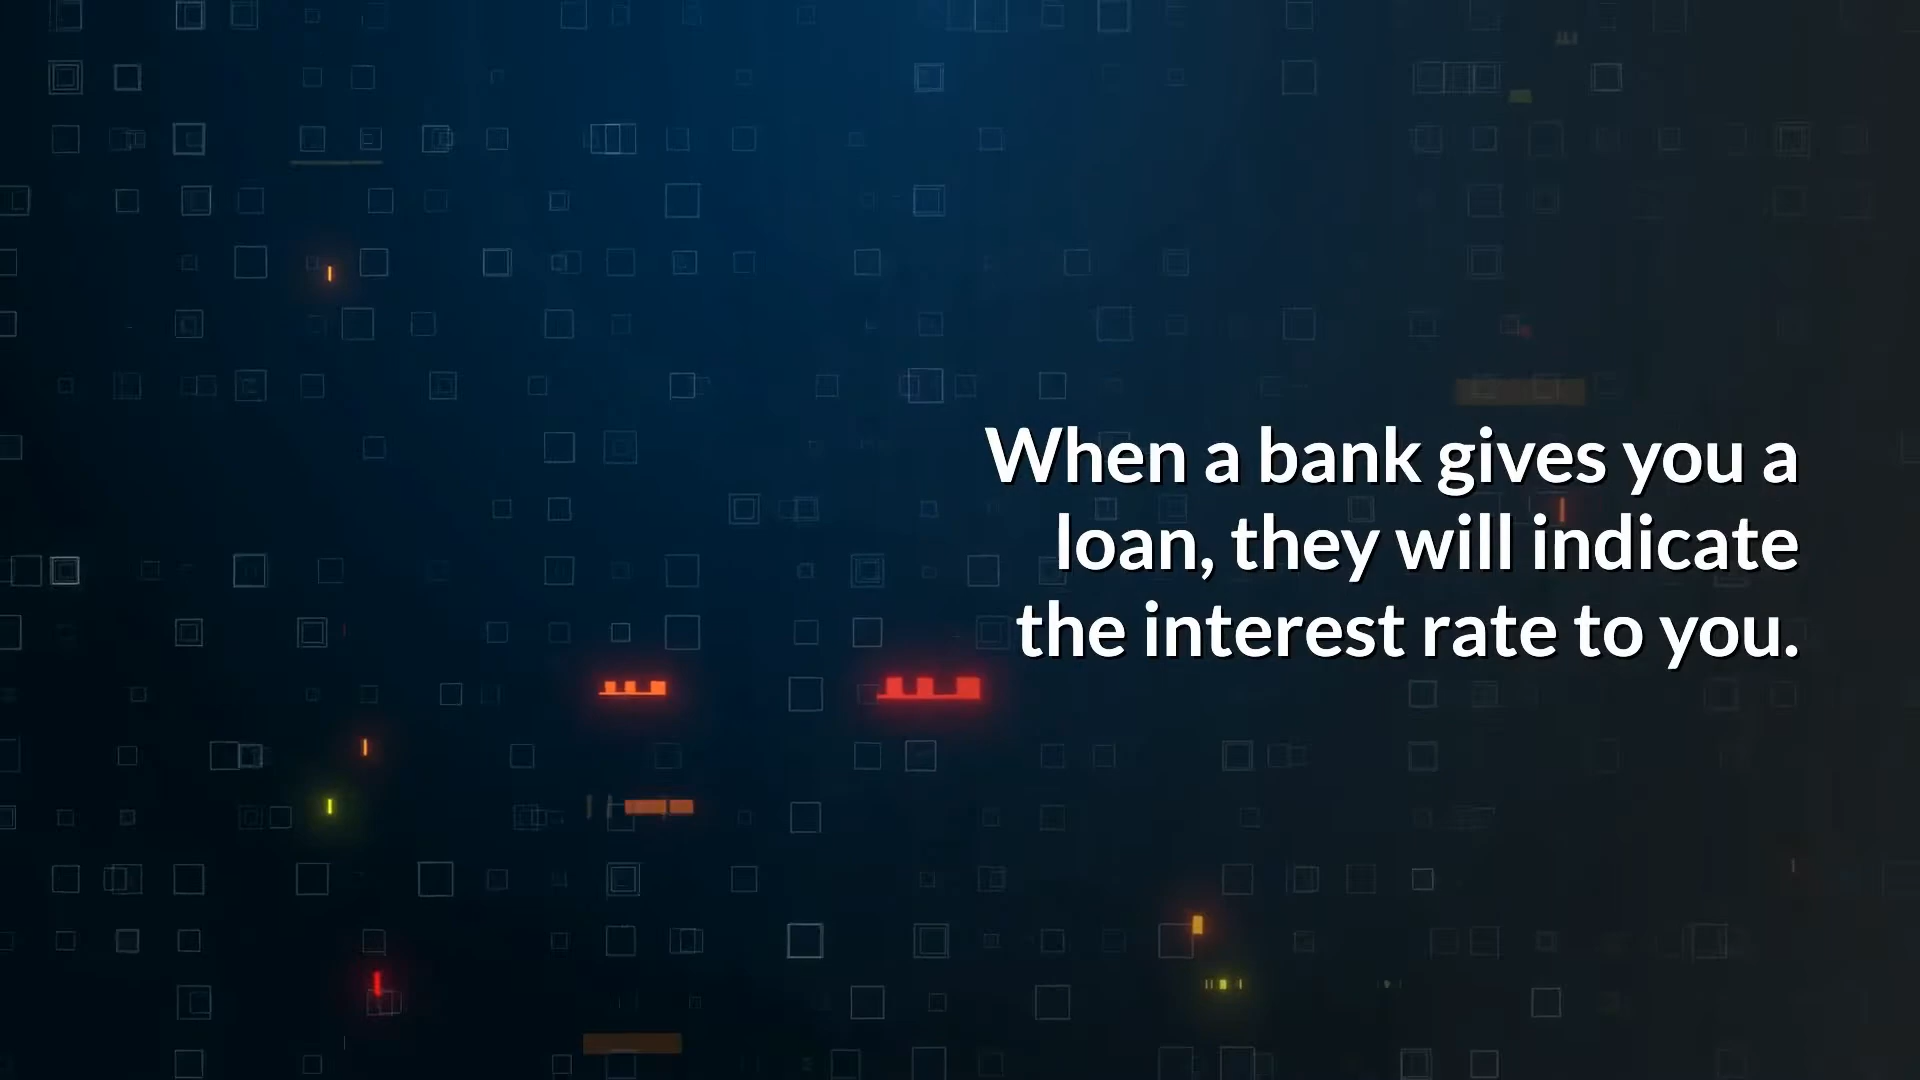 When a bank gives you a
loan, they will indicate
the interest rate to you.